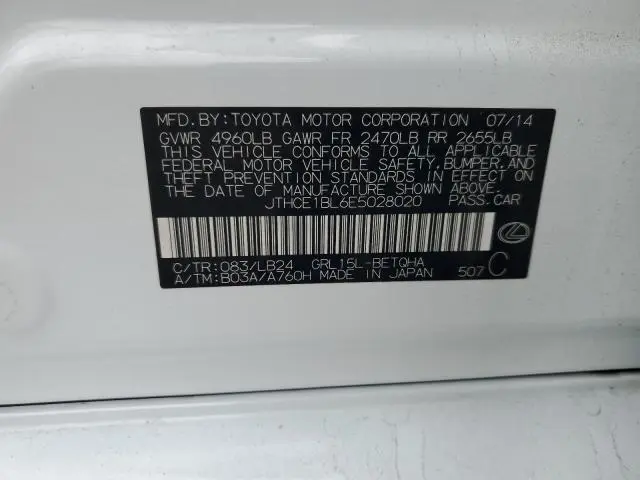 MFD.BY:TOYOTA MOTOR CORPORATION 07/14
GVWR 4960LB GAWR FR 2470LB RR 2655LB
THIS VEHICLE CONFORMS TO ALL APPLICABLE
FEDERAL MOTOR VEHICLE SAFETY,BUMPER,AND
THEFT PREVENTION STANDARDS IN EFFECT ON
THE DATE OF MANUFACTURE SHOWN ABOVE.
JTHCE1BL6E5028020 PASS.CAR
C/TR:083/LB24 GRL15L-BETQHA
A/TM:B03A/A760H MADE IN JAPAN 507 C